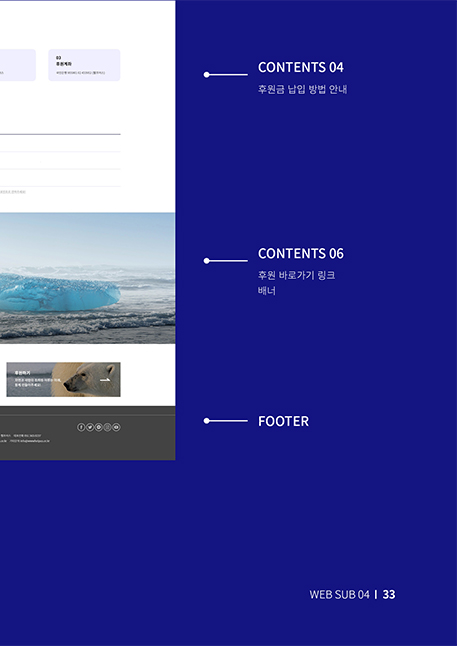 03
후원계좌
CONTENTS 04
후원금 납입 방법 안내
CONTENTS 06
후원 바로가기 링크
배너
후원하기
FOOTER
WEB SUB 04 | 33